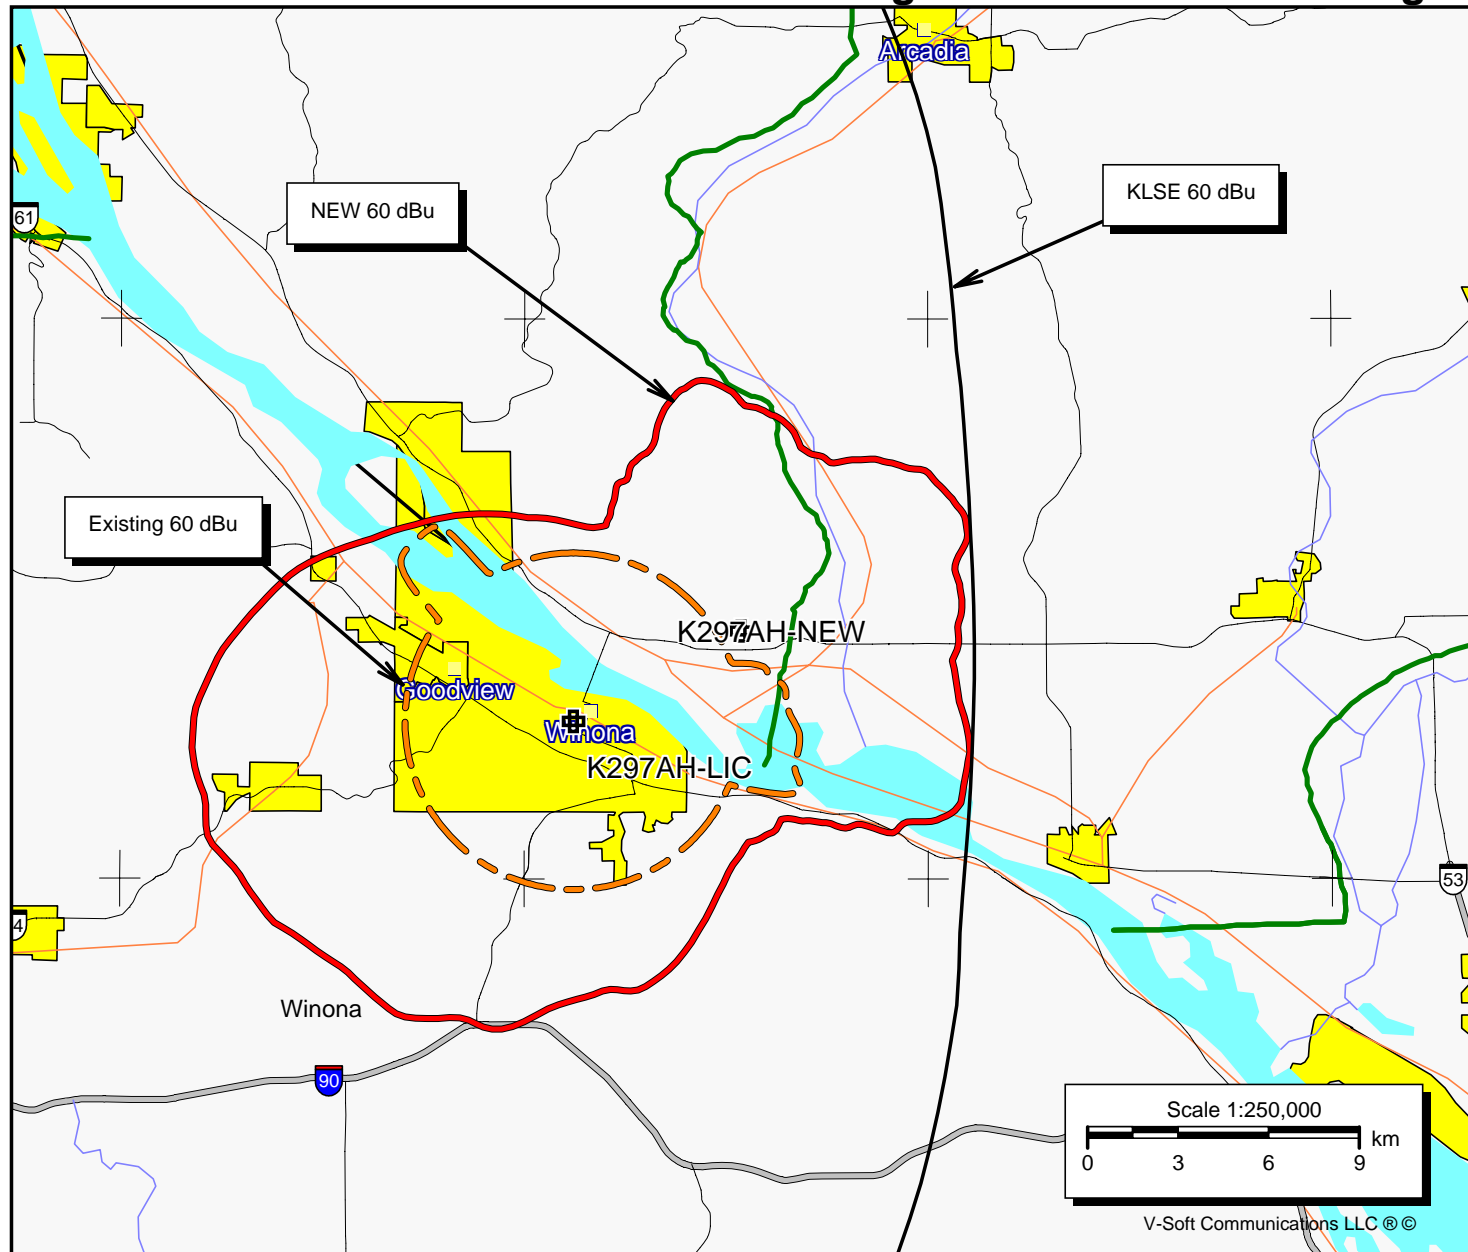 Arcadia
KLSE 60 dBu
NEW 60 dBu
61
Existing 60 dBu
K297AH-NEW
Goodview
Winona
K297AH-LIC
53
4
Winona
90
Scale 1:250,000
km
0 3 6 9
V-Soft Communications LLC ® ©